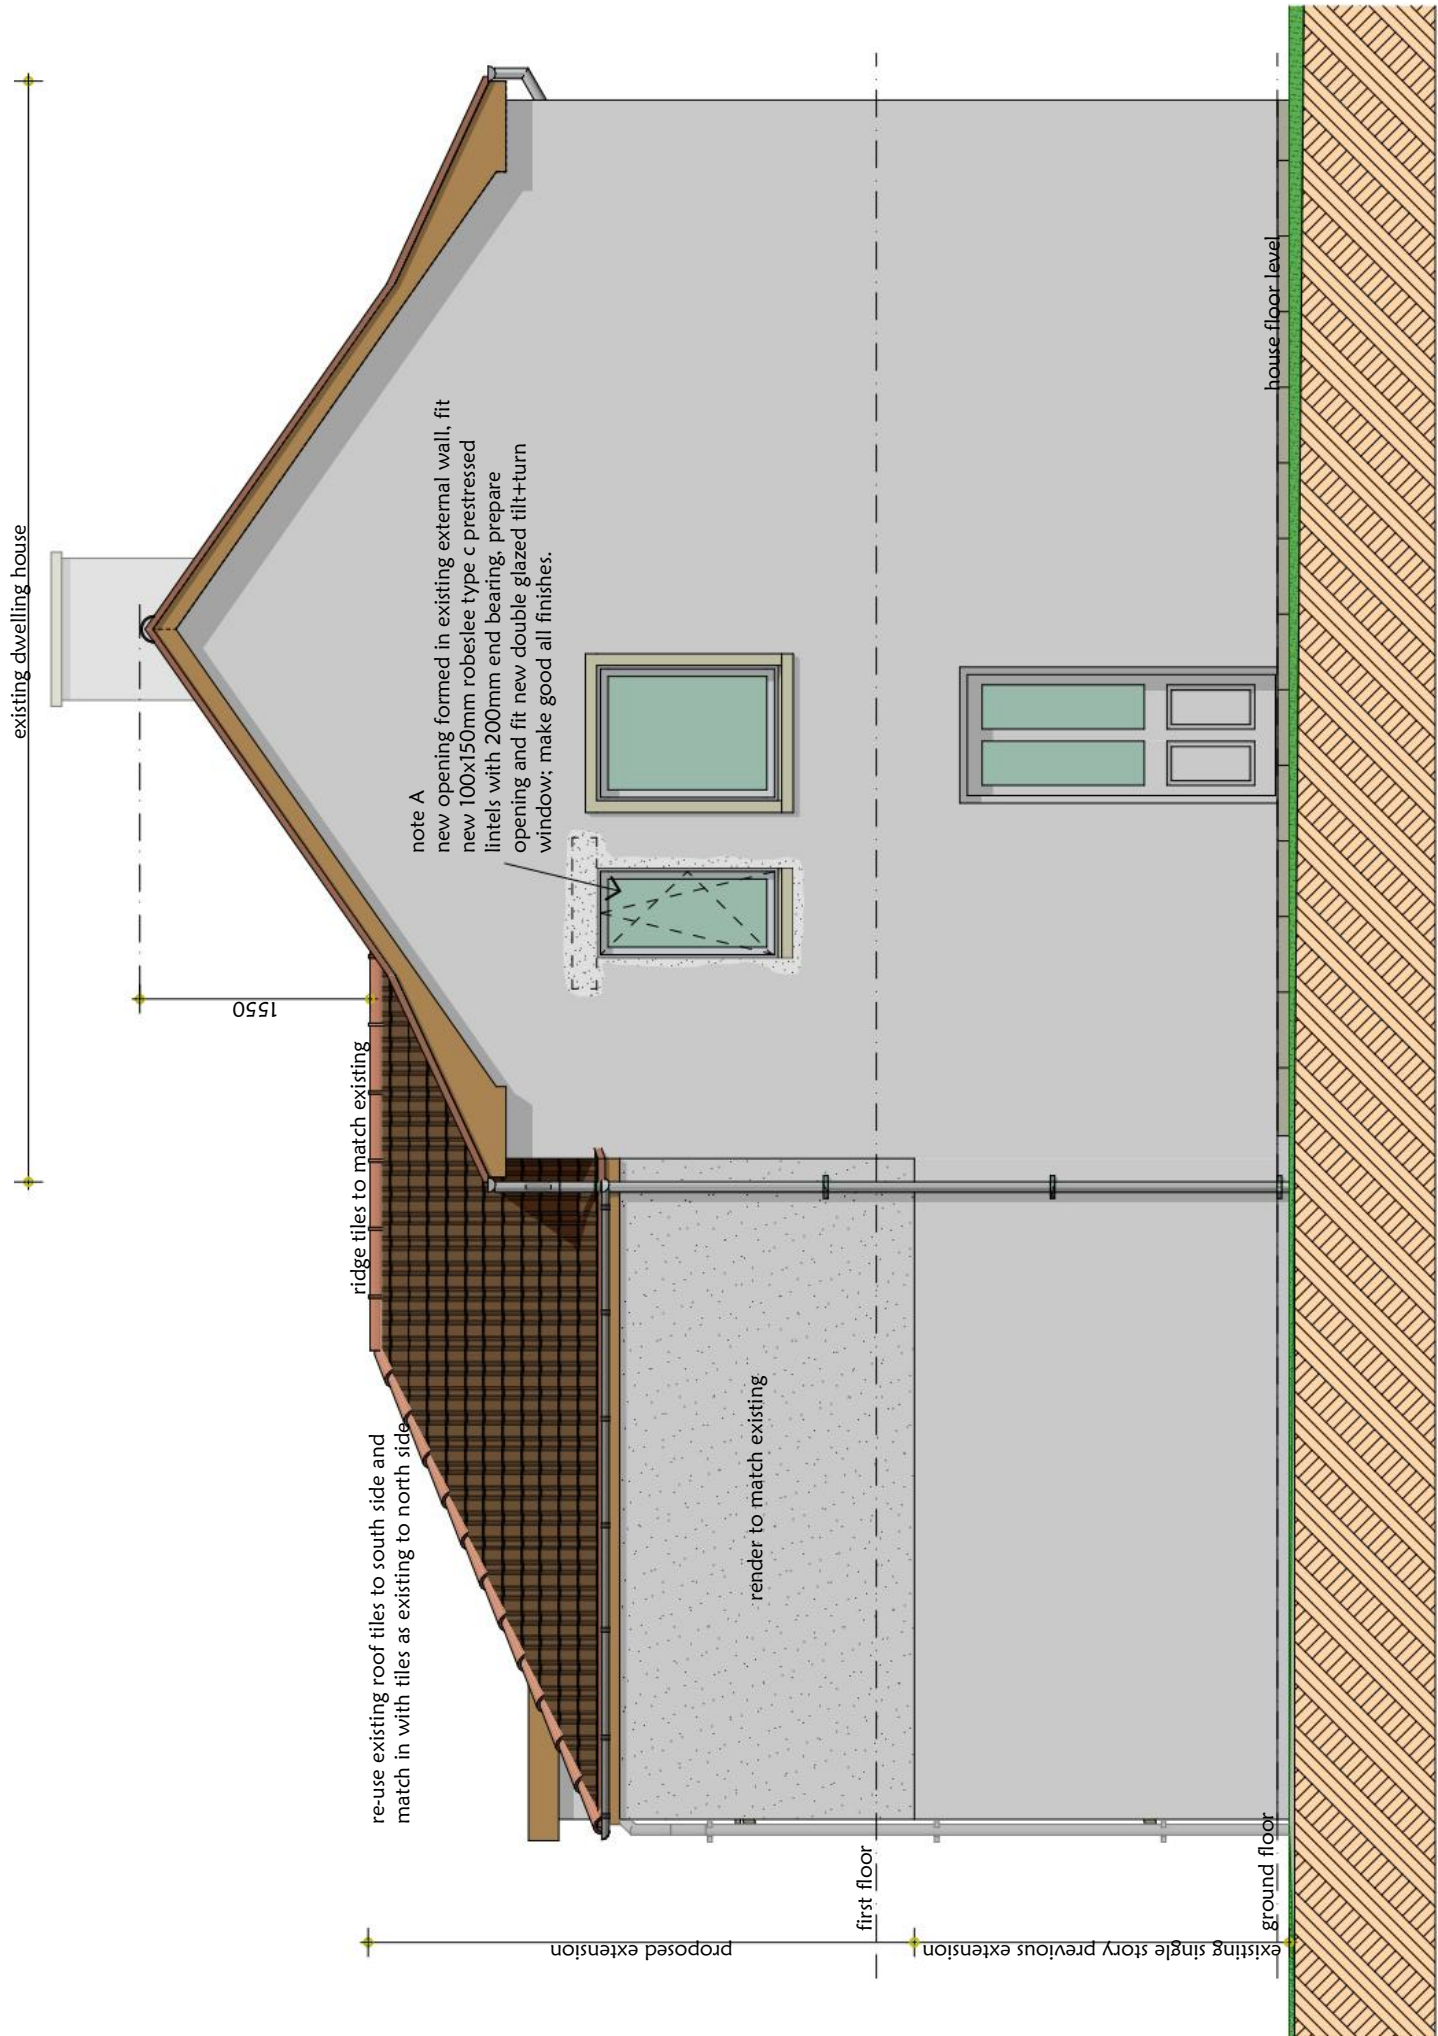 existing dwelling house
1550
ridge tiles to match existing
re-use existing roof tiles to south side and
match in with tiles as existing to north side
note A
new opening formed in existing external wall, fit
new 100x150mm robeslee type c prestressed
lintels with 200mm end bearing, prepare
opening and fit new double glazed tilt+turn
window; make good all finishes.
render to match existing
proposed extension
first floor
existing single story previous extension
ground floor
house floor level